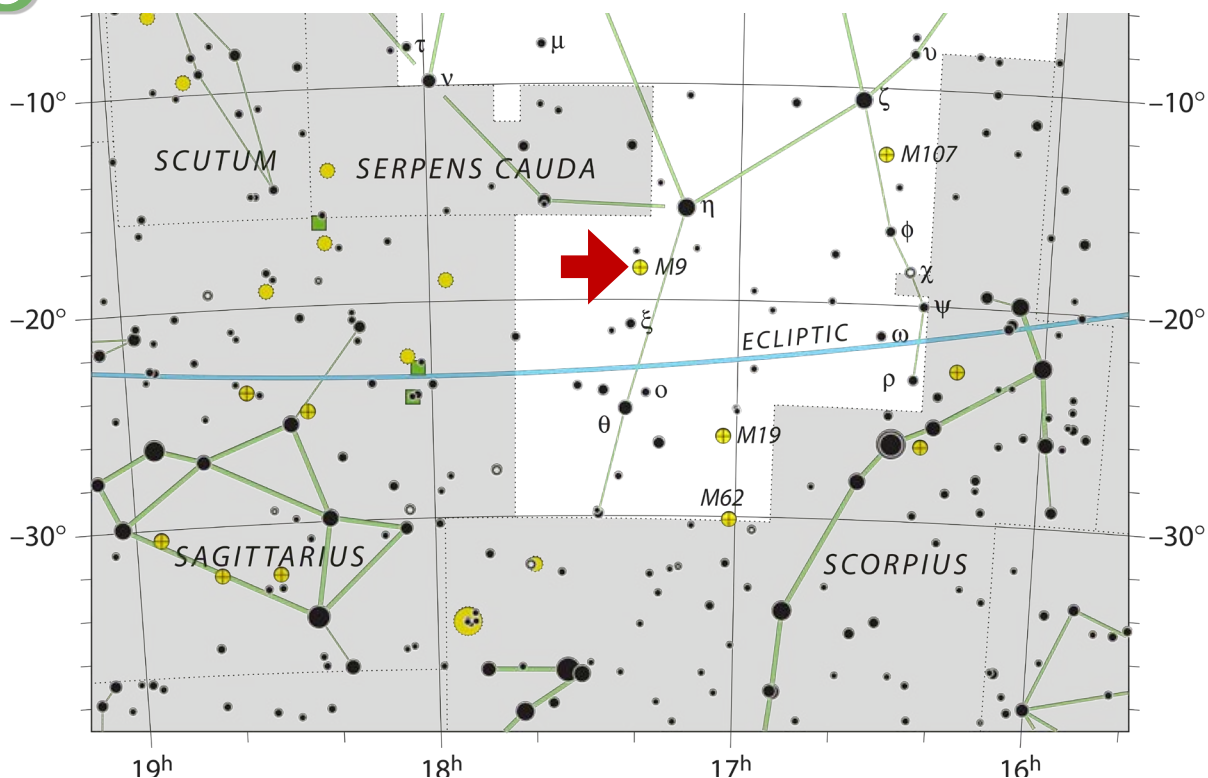 τ
μ
ν
υ
−10°
ζ
−10°
SCUTUM
SERPENS CAUDA
M107
η
φ
M9
χ
−20°
ξ
ψ
−20°
ECLIPTIC
ω
ρ
ο
θ
M19
M62
−30°
−30°
SAGITTARIUS
SCORPIUS
19h
18h
17h
16h